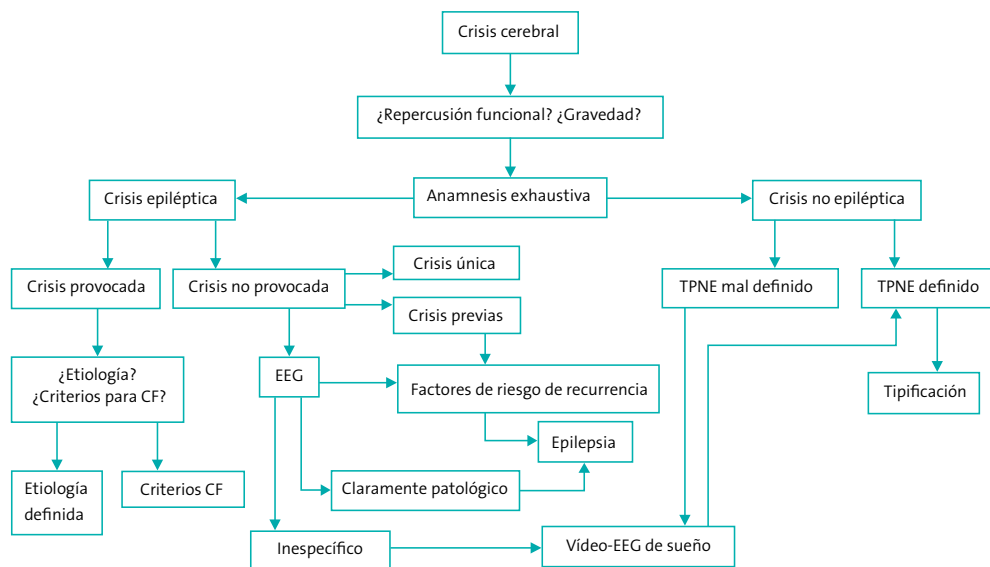 Crisis cerebral
¿Repercusión funcional? ¿Gravedad?
Anamnesis exhaustiva
Crisis epiléptica
Crisis no epiléptica
Crisis provocada
Crisis no provocada
Crisis única
Crisis previas
TPNE mal definido
TPNE definido
¿Etiología?
¿Criterios para CF?
EEG
Factores de riesgo de recurrencia
Tipificación
Epilepsia
Etiología
definida
Criterios CF
Claramente patológico
Inespecífico
Vídeo-EEG de sueño